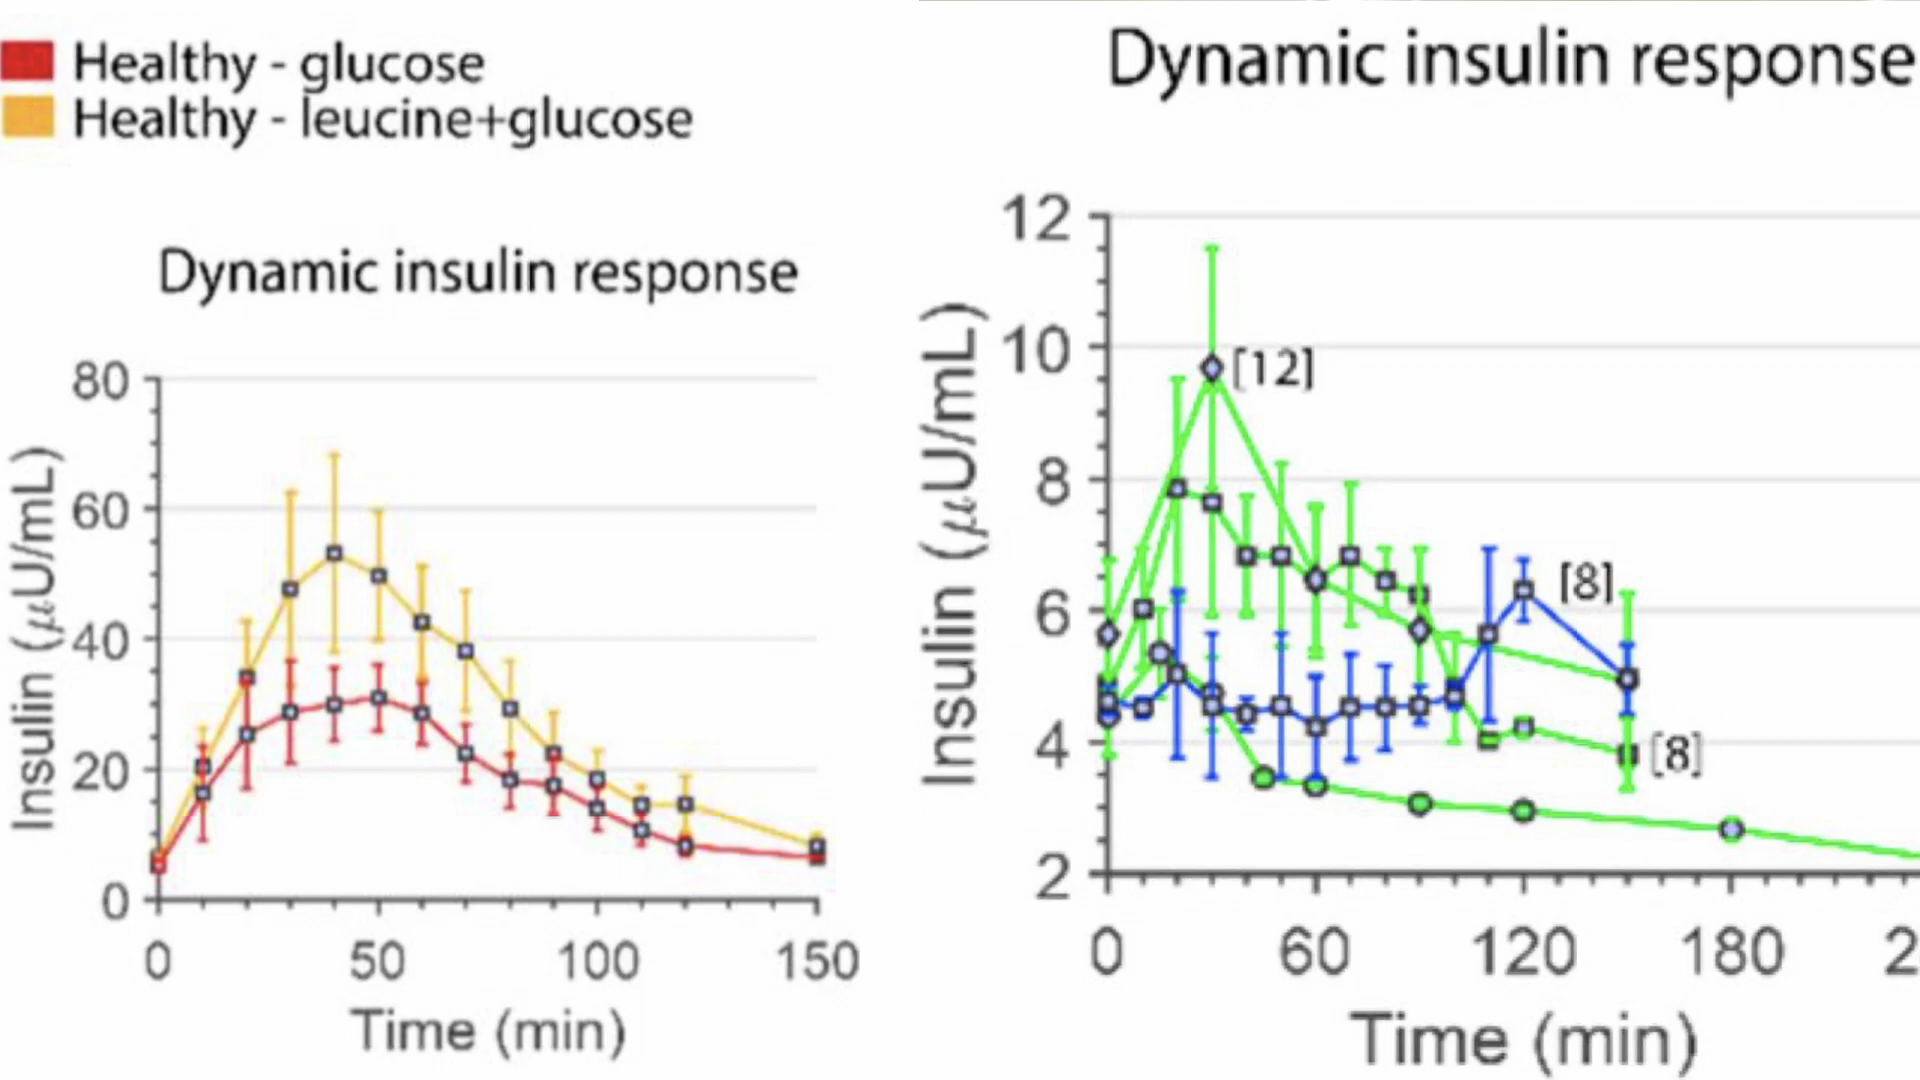 Healthy - glucose
Healthy - leucine+glucose
Dynamic insulin response
Insulin (μU/mL)
80
60
40
20
0
0 50 100 150
Time (min)
Dynamic insulin response
Insulin (μU/mL)
12
10
8
6
4
2
[12]
[8]
[8]
0 60 120 180
Time (min)